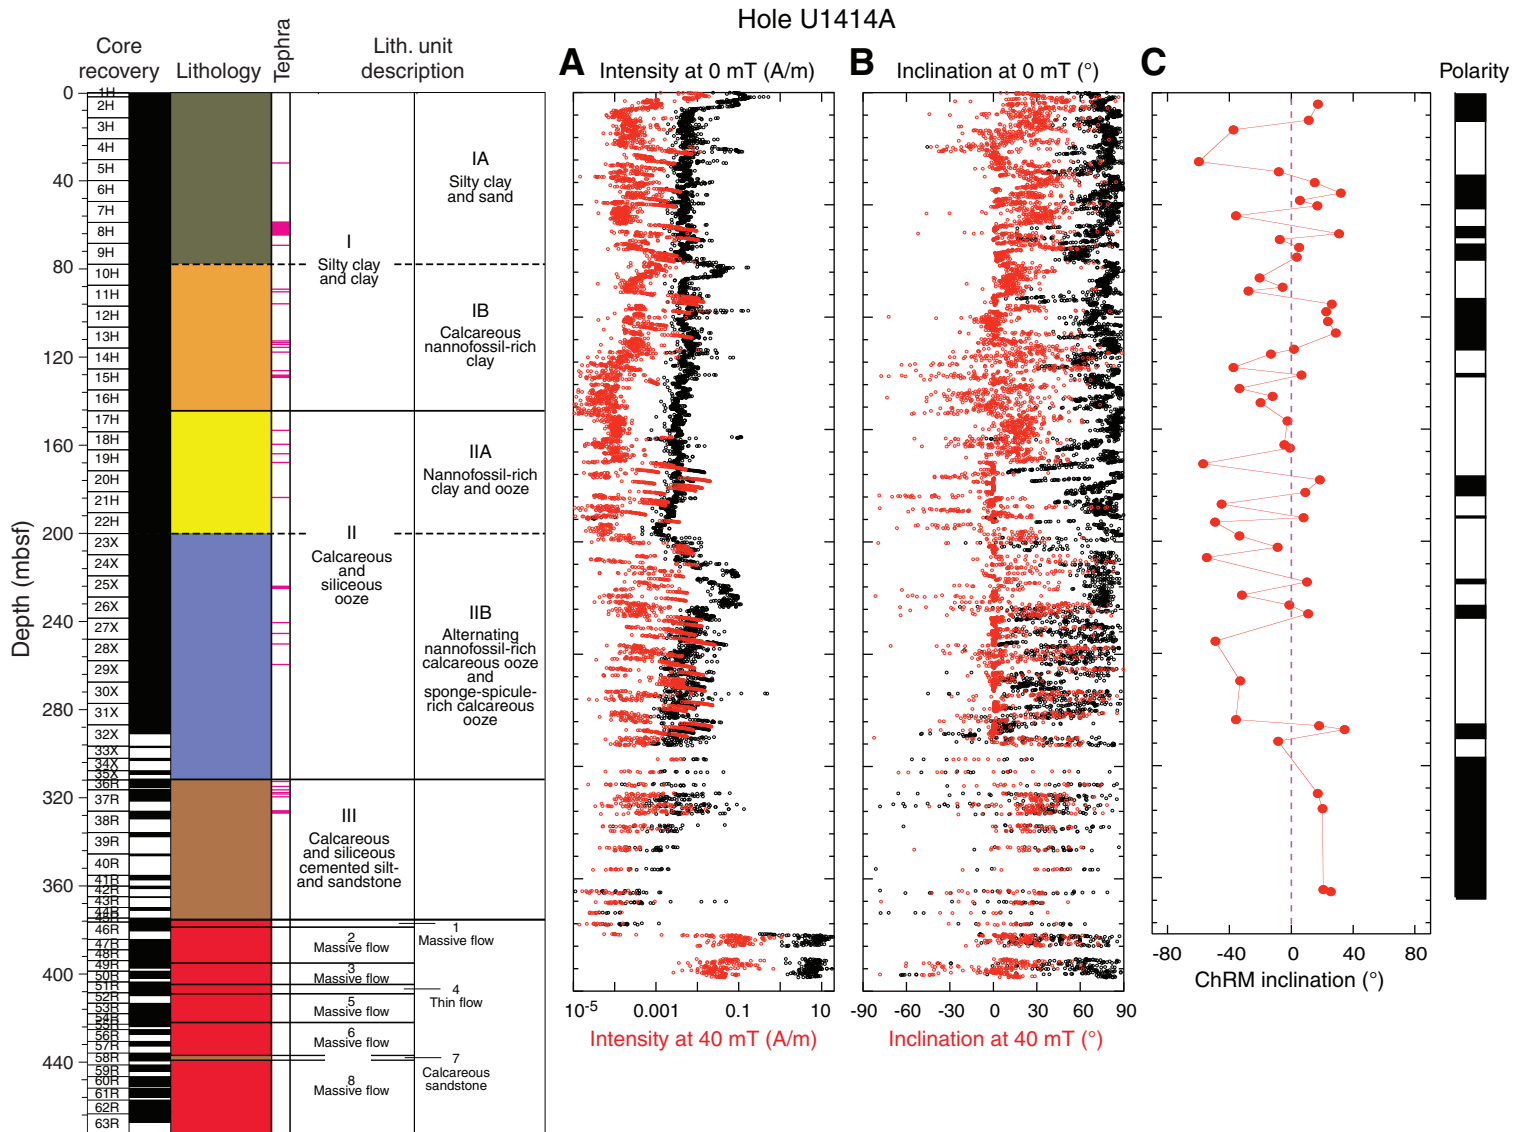 Hole U1414A
Core
recovery
Lithology
Tephra
Lith. unit
description
A
Intensity at 0 mT (A/m)
B
Inclination at 0 mT (°)
C
Polarity
Depth (mbsf)
0
40
80
120
160
200
240
280
320
360
400
440
1H
2H
3H
4H
5H
6H
7H
8H
9H
10H
11H
12H
13H
14H
15H
16H
17H
18H
19H
20H
21H
22H
23X
24X
25X
26X
27X
28X
29X
30X
31X
32X
33X
34X
35X
36R
37R
38R
39R
40R
41R
42R
43R
44R
46R
47R
48R
49R
50R
51R
52R
53R
54R
56R
57R
58R
59R
60R
61R
62R
63R
I
Silty clay
and clay
IA
Silty clay
and sand
IB
Calcareous
nannofossil-rich
clay
II
Calcareous
and
siliceous
ooze
IIA
Nannofossil-rich
clay and ooze
IIB
Alternating
nannofossil-rich
calcareous ooze
and
sponge-spicule-
rich calcareous
ooze
III
Calcareous
and siliceous
cemented silt-
and sandstone
1
Massive flow
2
Massive flow
3
Massive flow
4
Thin flow
5
Massive flow
6
Massive flow
7
Calcareous
sandstone
8
Massive flow
10-5 0.001 0.1 10
Intensity at 40 mT (A/m)
-90 -60 -30 0 30 60 90
Inclination at 40 mT (°)
-80 -40 0 40 80
ChRM inclination (°)